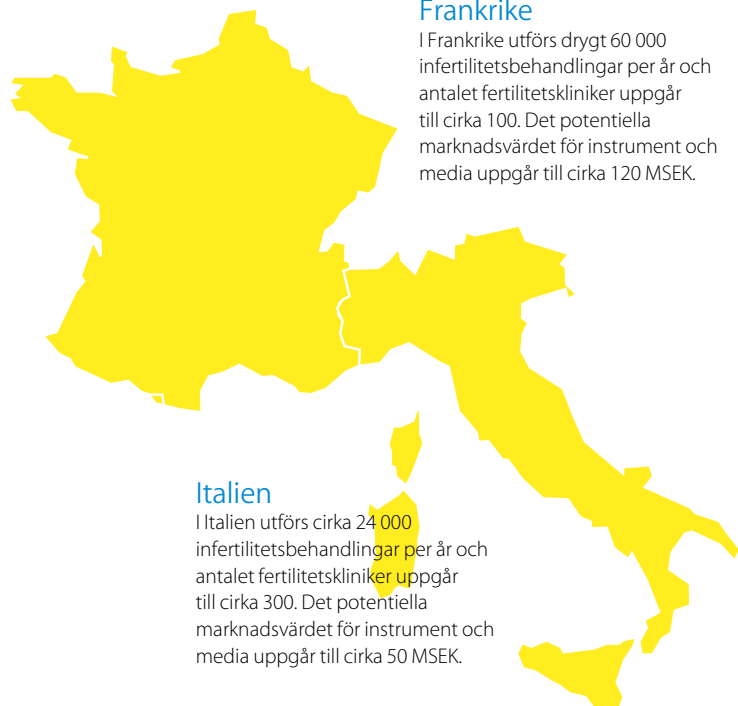 Frankrike
I Frankrike utförs drygt 60 000
infertilitetsbehandlingar per år och
antalet fertilitetskliniker uppgår
till cirka 100. Det potentiella
marknadsvärdet för instrument och
media uppgår till cirka 120 MSEK.
Italien
I Italien utförs cirka 24 000
infertilitetsbehandlingar per år och
antalet fertilitetskliniker uppgår
till cirka 300. Det potentiella
marknadsvärdet för instrument och
media uppgår till cirka 50 MSEK.